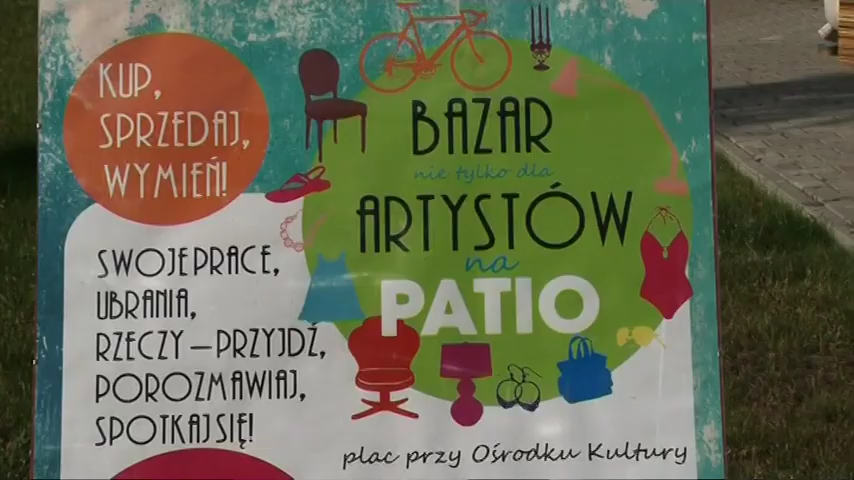 KUP,
SPRZEDAJ,
WYMIEŃ!
SWOJE PRACE,
UBRANIA,
RZECZY – PRZYJDŹ,
POROZMAWIAJ,
SPOTKAJ SIĘ!
BAZAR
nie tylko dla
ARTYSTÓW
na
PATIO
plac przy Ośrodku Kultury